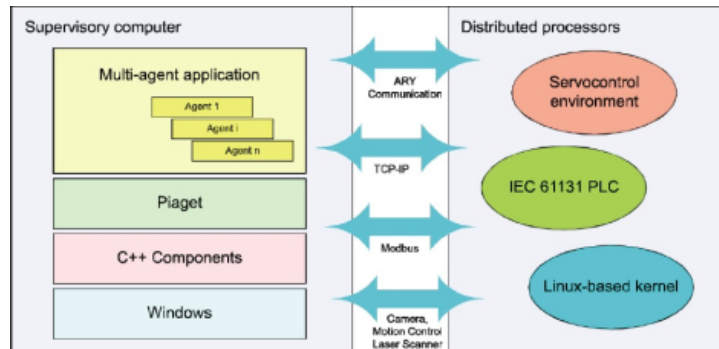 Supervisory computer
Multi-agent application
Agent 1
Agent i
Agent n
Piaget
C++ Components
Windows
ARY
Communication
TCP-IP
Modbus
Camera,
Motion Control
Laser Scanner
Distributed processors
Servocontrol
environment
IEC 61131 PLC
Linux-based kernel